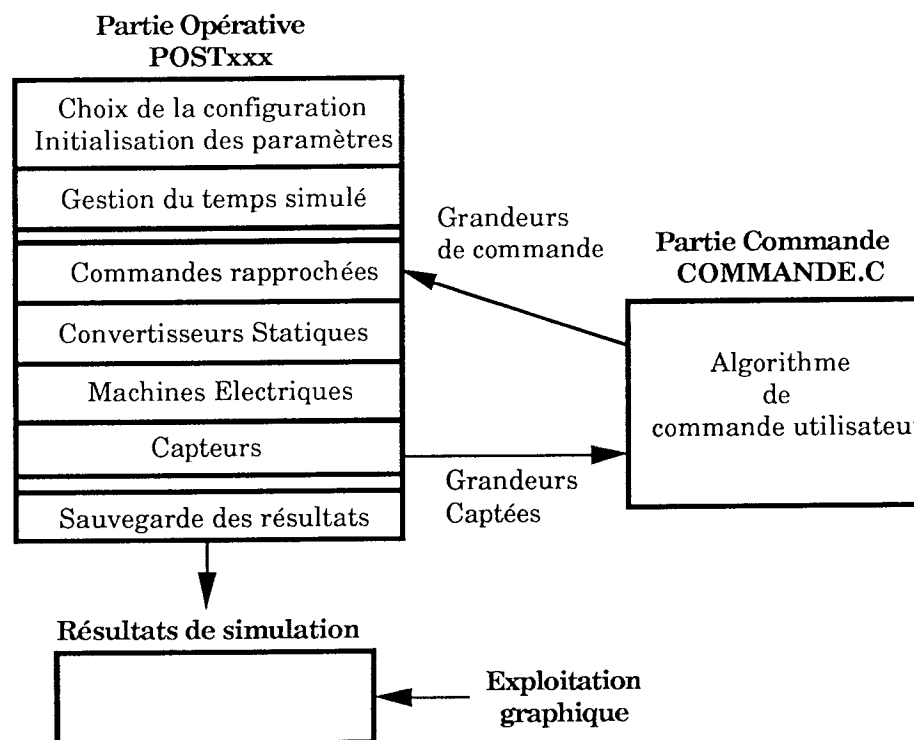 Partie Opérative
POSTxxx
Choix de la configuration
Initialisation des paramètres
Gestion du temps simulé
Commandes rapprochées
Convertisseurs Statiques
Machines Electriques
Capteurs
Sauvegarde des résultats
Grandeurs
de commande
Partie Commande
COMMANDE.C
Algorithme
de
commande utilisateur
Grandeurs
Captées
Résultats de simulation
Exploitation
graphique